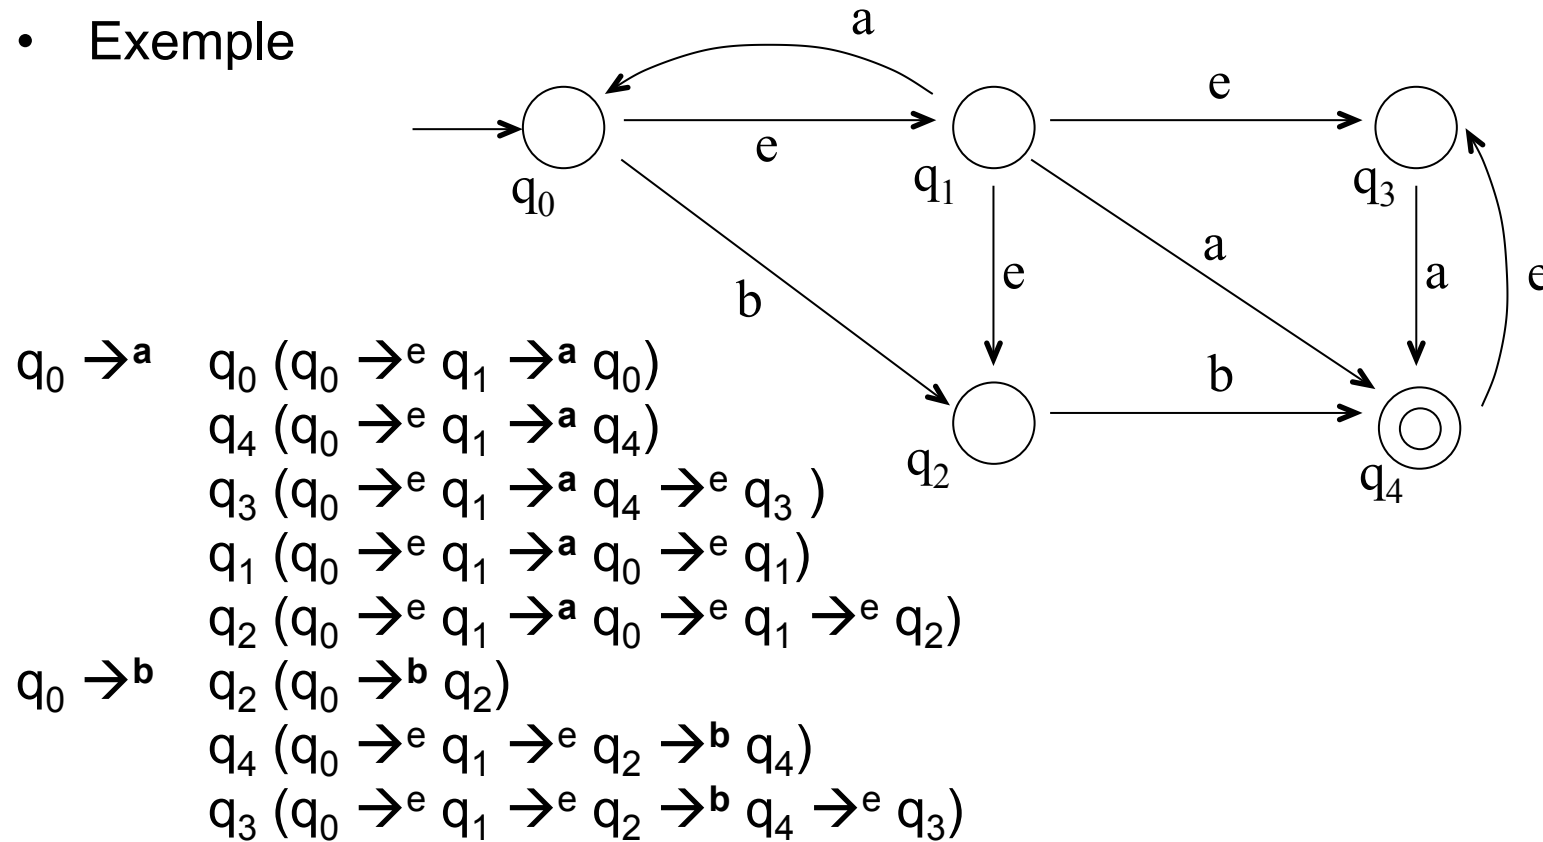 • Exemple
a
e
e
q0
q1
q3
a
e
a
e
b
b
q2
q4
q0 →a q0 (q0 →e q1 →a q0)
q4 (q0 →e q1 →a q4)
q3 (q0 →e q1 →a q4 →e q3 )
q1 (q0 →e q1 →a q0 →e q1)
q2 (q0 →e q1 →a q0 →e q1 →e q2)
q0 →b q2 (q0 →b q2)
q4 (q0 →e q1 →e q2 →b q4)
q3 (q0 →e q1 →e q2 →b q4 →e q3)